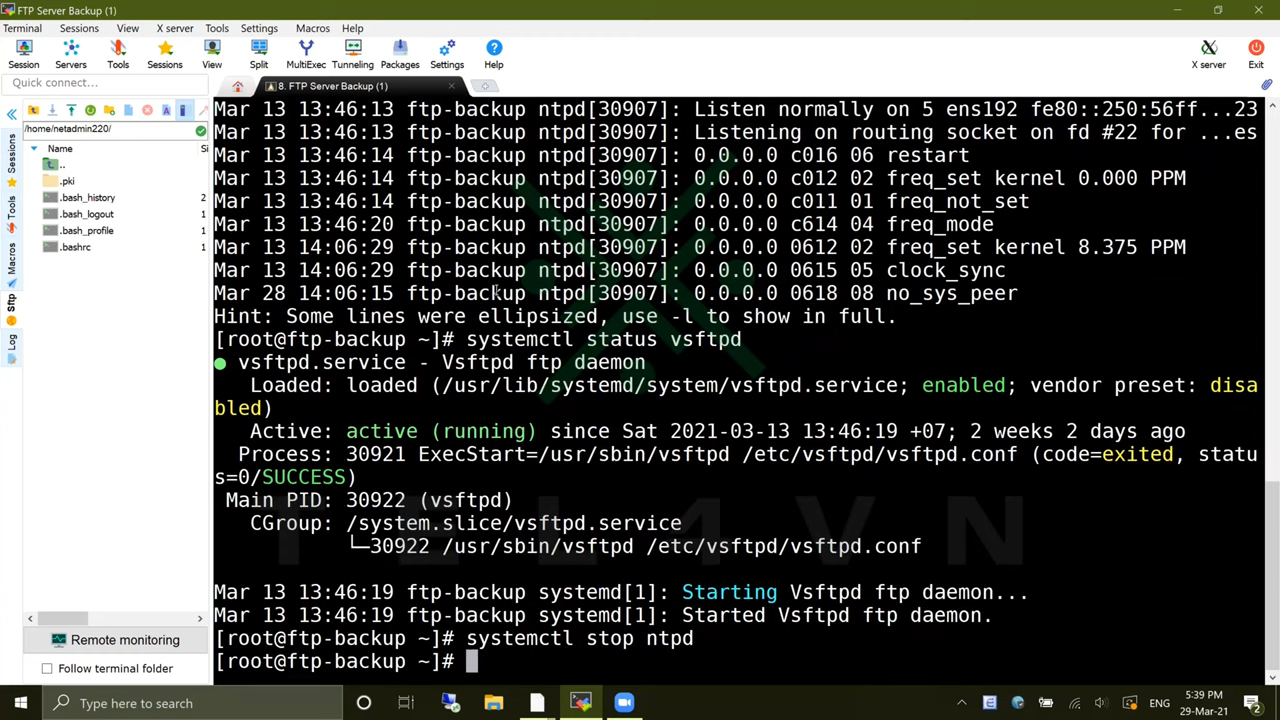 FTP Server Backup (1)
Terminal Sessions View X server Tools Settings Macros Help
Session Servers Tools Sessions View Split MultiExec Tunneling Packages Settings Help X server Exit
Quick connect...
8. FTP Server Backup (1)
/home/netadmin220/
Name Si
..
.pki
.bash_history 2
.bash_logout 1
.bash_profile 1
.bashrc 1
Sessions
Tools
Macros
Sftp
Log
Mar 13 13:46:13 ftp-backup ntpd[30907]: Listen normally on 5 ens192 fe80::250:56ff...23
Mar 13 13:46:13 ftp-backup ntpd[30907]: Listening on routing socket on fd #22 for ...es
Mar 13 13:46:14 ftp-backup ntpd[30907]: 0.0.0.0 c016 06 restart
Mar 13 13:46:14 ftp-backup ntpd[30907]: 0.0.0.0 c012 02 freq_set kernel 0.000 PPM
Mar 13 13:46:14 ftp-backup ntpd[30907]: 0.0.0.0 c011 01 freq_not_set
Mar 13 13:46:20 ftp-backup ntpd[30907]: 0.0.0.0 c614 04 freq_mode
Mar 13 14:06:29 ftp-backup ntpd[30907]: 0.0.0.0 0612 02 freq_set kernel 8.375 PPM
Mar 13 14:06:29 ftp-backup ntpd[30907]: 0.0.0.0 0615 05 clock_sync
Mar 28 14:06:15 ftp-backup ntpd[30907]: 0.0.0.0 0618 08 no_sys_peer
Hint: Some lines were ellipsized, use -l to show in full.
[root@ftp-backup ~]# systemctl status vsftpd
● vsftpd.service - Vsftpd ftp daemon
Loaded: loaded (/usr/lib/systemd/system/vsftpd.service; enabled; vendor preset: disa
bled)
Active: active (running) since Sat 2021-03-13 13:46:19 +07; 2 weeks 2 days ago
Process: 30921 ExecStart=/usr/sbin/vsftpd /etc/vsftpd/vsftpd.conf (code=exited, statu
s=0/SUCCESS)
Main PID: 30922 (vsftpd)
CGroup: /system.slice/vsftpd.service
└─30922 /usr/sbin/vsftpd /etc/vsftpd/vsftpd.conf
TEL4VN
Mar 13 13:46:19 ftp-backup systemd[1]: Starting Vsftpd ftp daemon...
Mar 13 13:46:19 ftp-backup systemd[1]: Started Vsftpd ftp daemon.
[root@ftp-backup ~]# systemctl stop ntpd
[root@ftp-backup ~]#
Remote monitoring
Follow terminal folder
Type here to search
ENG
5:39 PM
29-Mar-21
2